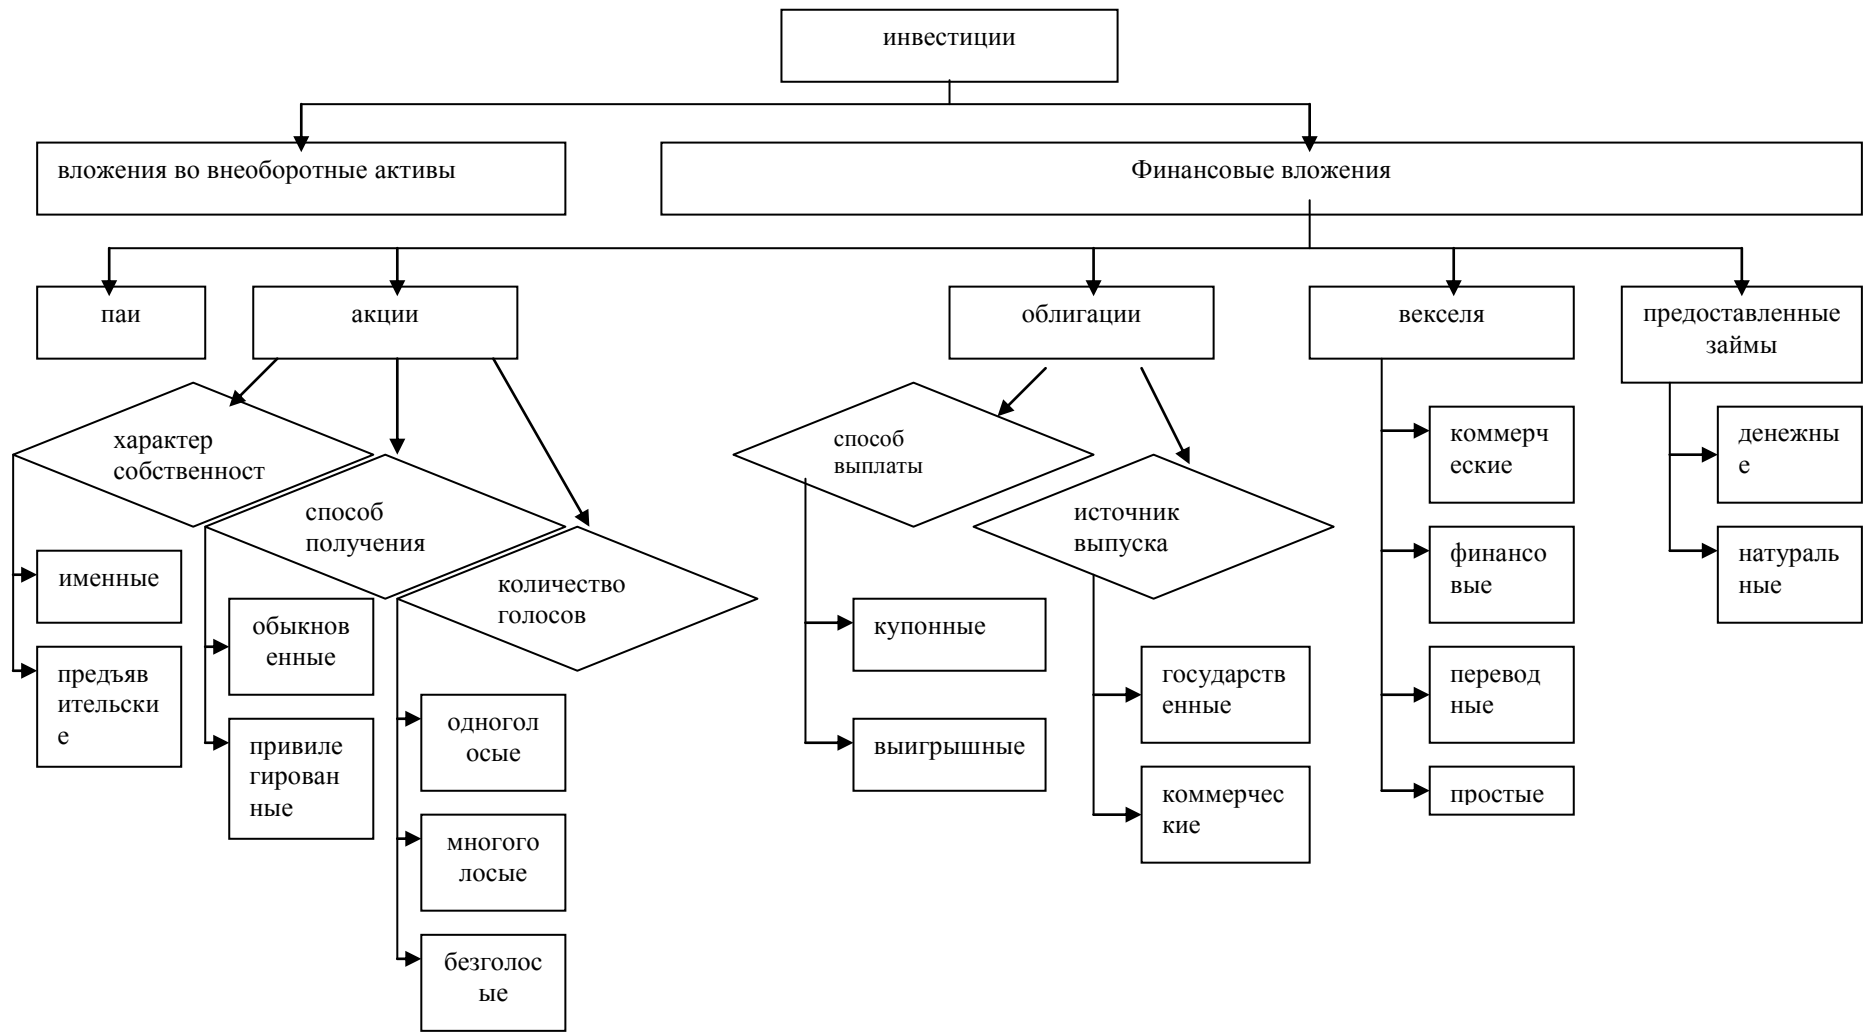 инвестиции
вложения во внеоборотные активы
Финансовые вложения
паи
акции
облигации
векселя
предоставленные
займы
характер
собственност
способ
получения
количество
голосов
способ
выплаты
источник
выпуска
именные
предъяв
ительски
е
обыкнов
енные
привиле
гирован
ные
одногол
осые
многого
лосые
безголос
ые
купонные
выигрышные
государств
енные
коммерчес
кие
коммерч
еские
финансо
вые
перевод
ные
простые
денежны
е
натураль
ные